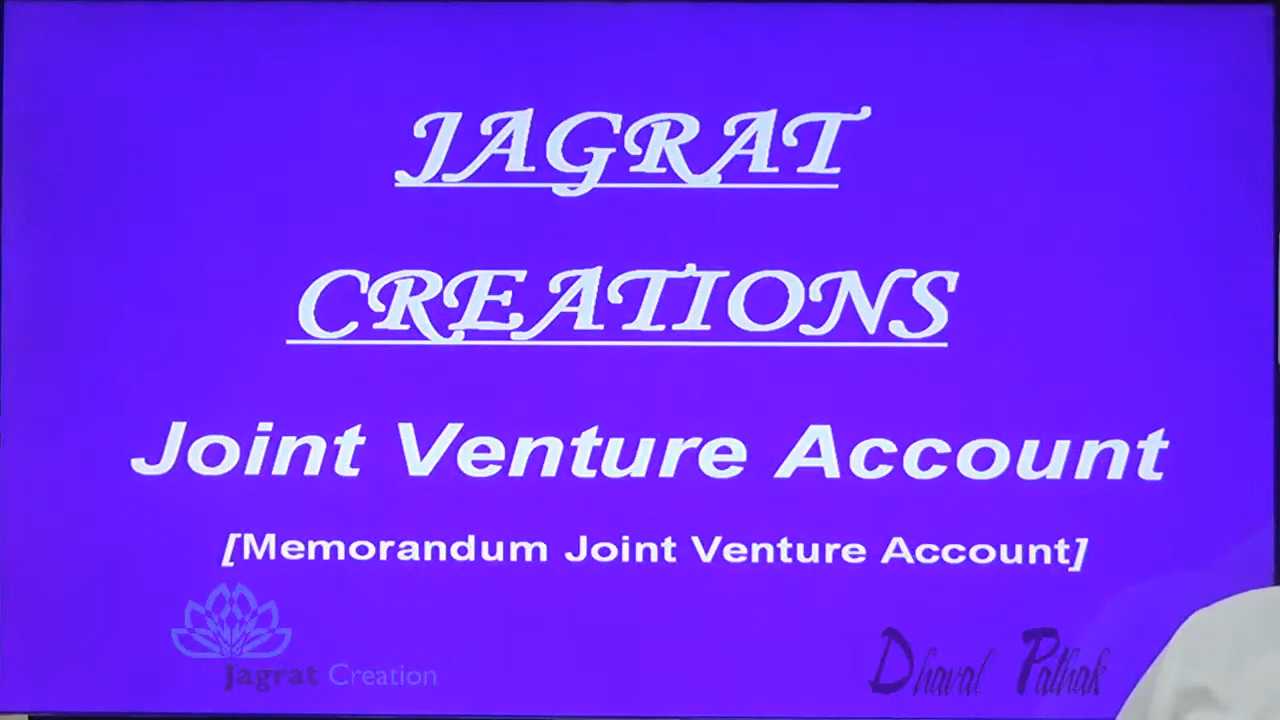 JAGRAT
CREATIONS
Joint Venture Account
[Memorandum Joint Venture Account]
Jagrat Creation
Dhaval Pathak